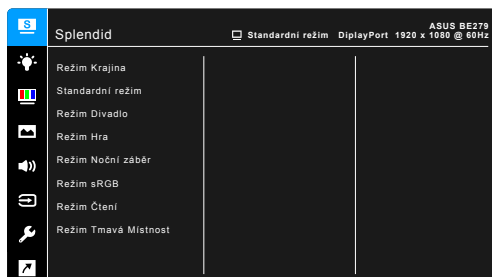 S
Splendid
Standardní režim DiplayPort 1920 x 1080 @ 60Hz
ASUS BE279
Režim Krajina
Standardní režim
Režim Divadlo
Režim Hra
Režim Noční záběr
Režim sRGB
Režim Čtení
Režim Tmavá Místnost